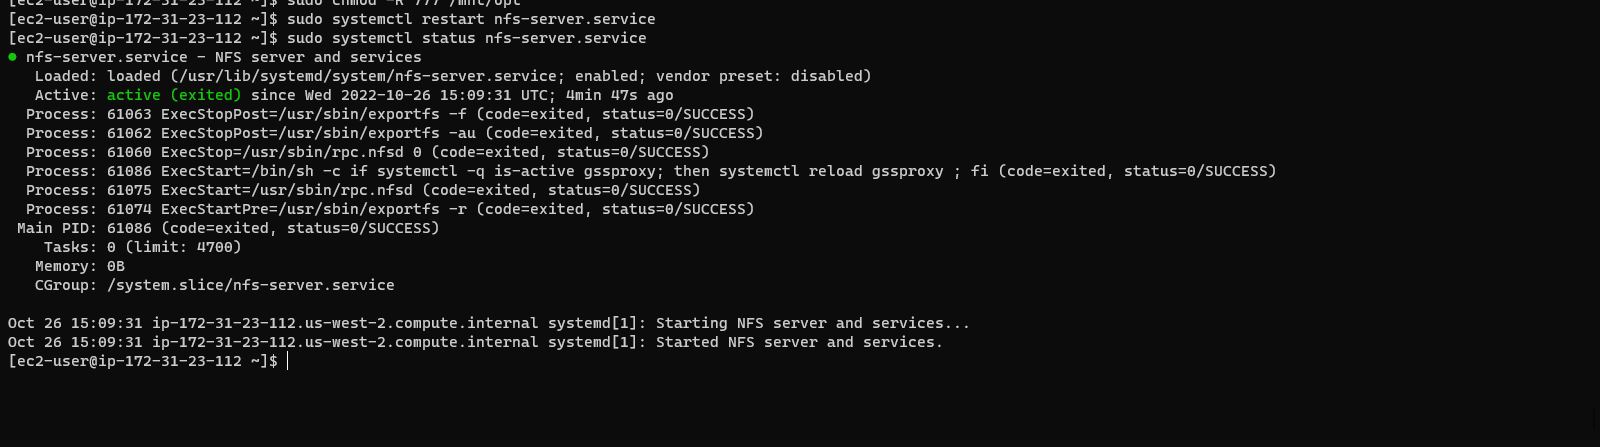 [ec2-user@ip-172-31-23-112 ~]$ sudo chmod -R 777 /mnt/opt
[ec2-user@ip-172-31-23-112 ~]$ sudo systemctl restart nfs-server.service
[ec2-user@ip-172-31-23-112 ~]$ sudo systemctl status nfs-server.service
● nfs-server.service - NFS server and services
Loaded: loaded (/usr/lib/systemd/system/nfs-server.service; enabled; vendor preset: disabled)
Active: active (exited) since Wed 2022-10-26 15:09:31 UTC; 4min 47s ago
Process: 61063 ExecStopPost=/usr/sbin/exportfs -f (code=exited, status=0/SUCCESS)
Process: 61062 ExecStopPost=/usr/sbin/exportfs -au (code=exited, status=0/SUCCESS)
Process: 61060 ExecStop=/usr/sbin/rpc.nfsd 0 (code=exited, status=0/SUCCESS)
Process: 61086 ExecStart=/bin/sh -c if systemctl -q is-active gssproxy; then systemctl reload gssproxy ; fi (code=exited, status=0/SUCCESS)
Process: 61075 ExecStart=/usr/sbin/rpc.nfsd (code=exited, status=0/SUCCESS)
Process: 61074 ExecStartPre=/usr/sbin/exportfs -r (code=exited, status=0/SUCCESS)
Main PID: 61086 (code=exited, status=0/SUCCESS)
Tasks: 0 (limit: 4700)
Memory: 0B
CGroup: /system.slice/nfs-server.service
Oct 26 15:09:31 ip-172-31-23-112.us-west-2.compute.internal systemd[1]: Starting NFS server and services...
Oct 26 15:09:31 ip-172-31-23-112.us-west-2.compute.internal systemd[1]: Started NFS server and services.
[ec2-user@ip-172-31-23-112 ~]$